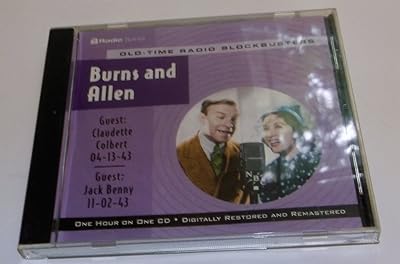 Radio Spirits
OLD-TIME RADIO BLOCKBUSTERS
Burns and
Allen
Guest:
Claudette
Colbert
04-13-43
Guest:
Jack Benny
11-02-43
NB
ONE HOUR ON ONE CD • DIGITALLY RESTORED AND REMASTERED